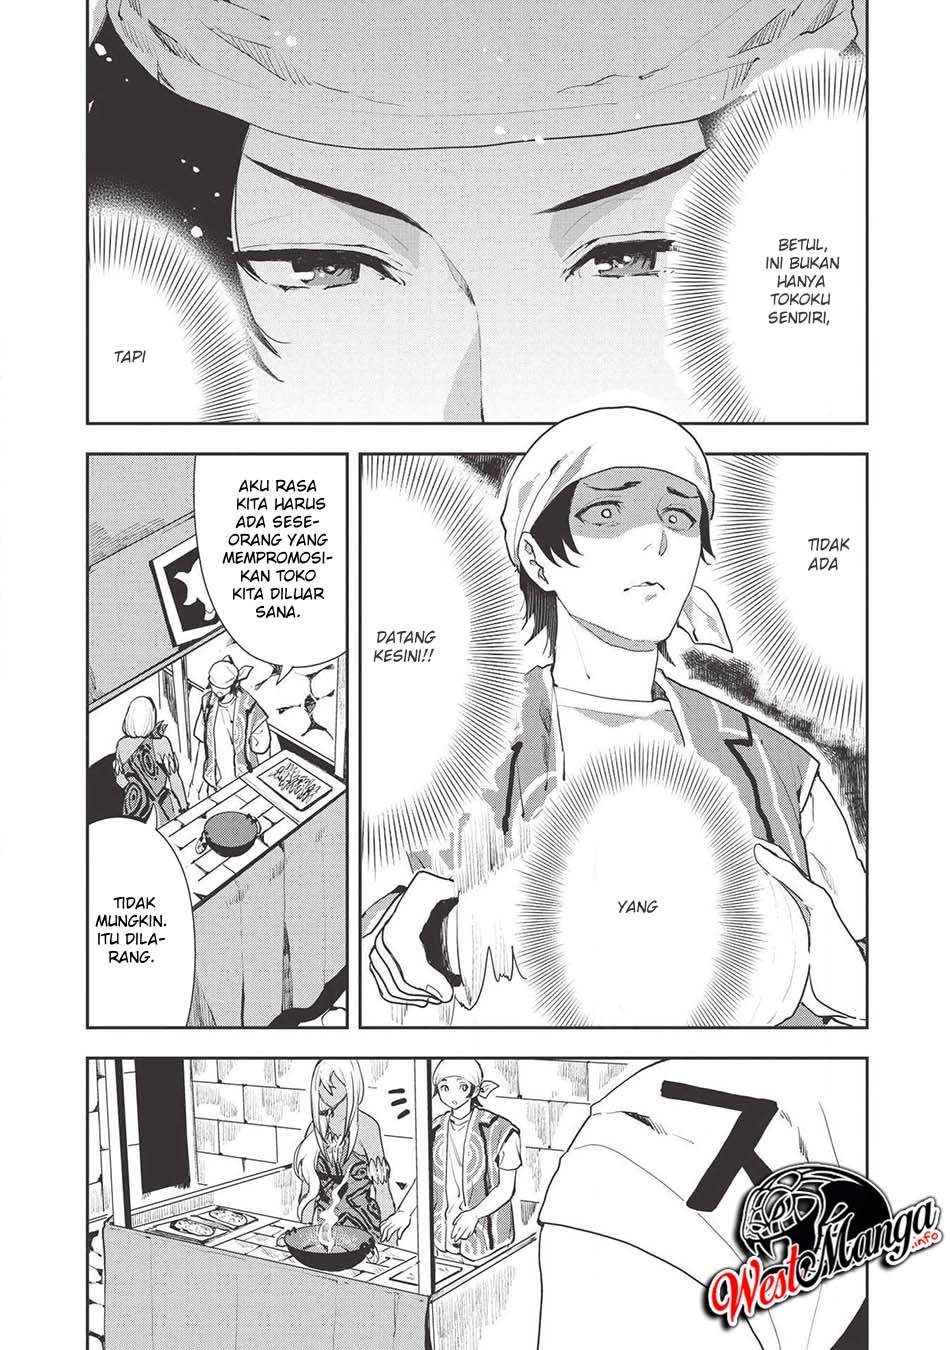 BETUL,
INI BUKAN
HANYA
TOKOKU
SENDIRI,
TAPI
TIDAK
ADA
YANG
DATANG
KESINI!!
AKU RASA
KITA HARUS
ADA SESE-
ORANG YANG
MEMPROMOSI-
KAN TOKO
KITA DILUAR
SANA.
TIDAK
MUNGKIN.
ITU DILA-
RANG.
ス
WestManga
.info